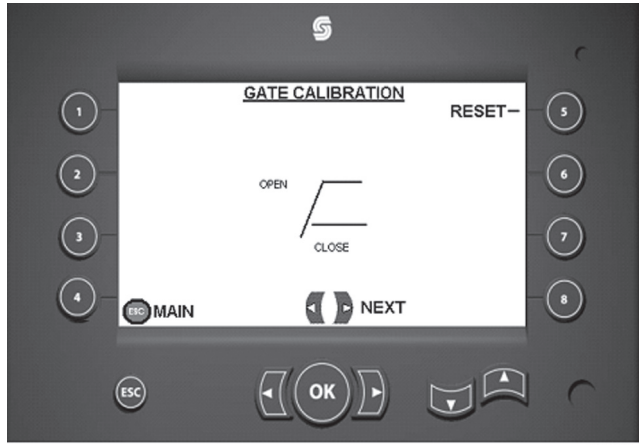 GATE CALIBRATION
1
RESET
5
2
OPEN
6
3
CLOSE
7
4
ESC MAIN
NEXT
8
ESC
OK